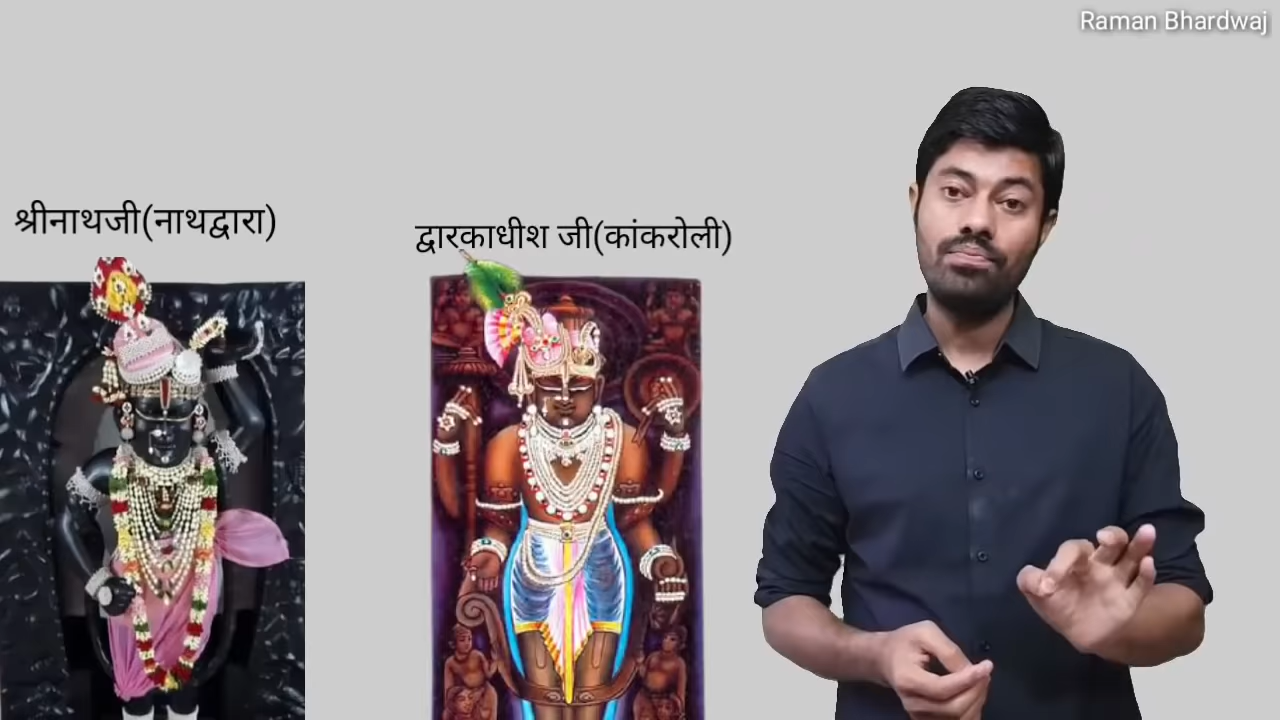 Raman Bhardwaj
श्रीनाथजी(नाथद्वारा)
द्वारकाधीश जी(कांकरोली)